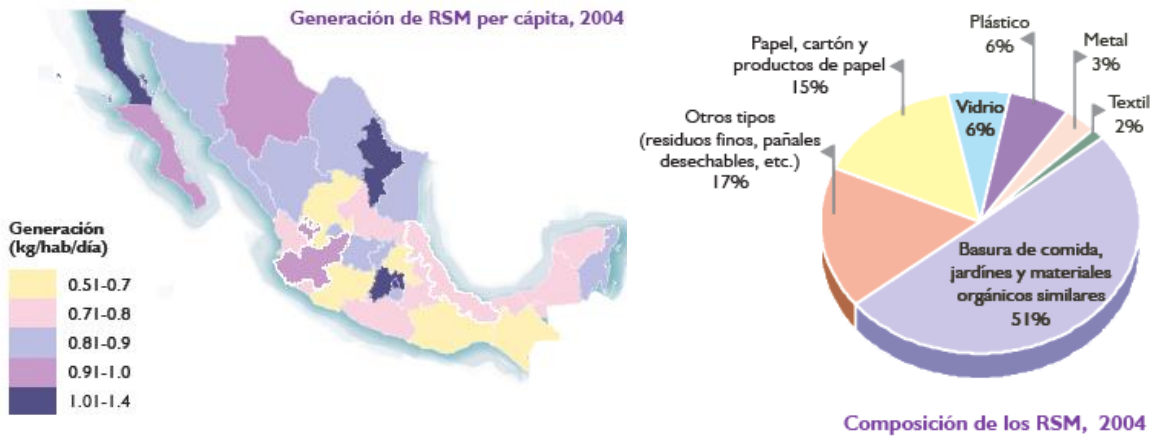 Generación de RSM per cápita, 2004
Generación
(kg/hab/día)
0.51-0.7
0.71-0.8
0.81-0.9
0.91-1.0
1.01-1.4
Plástico
6%
Metal
3%
Textil
2%
Papel, cartón y
productos de papel
15%
Vidrio
6%
Otros tipos
(residuos finos, pañales
desechables, etc.)
17%
Basura de comida,
jardínes y materiales
orgánicos similares
51%
Composición de los RSM, 2004